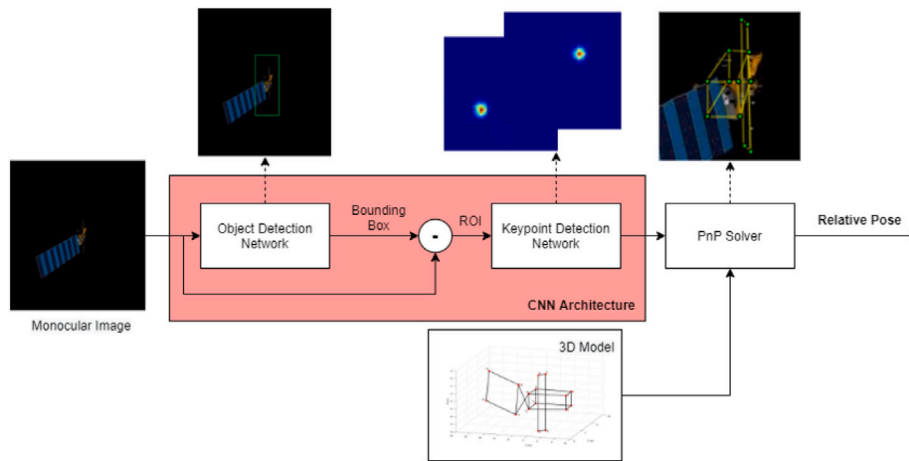 Monocular Image
Object Detection
Network
Bounding
Box
-
ROI
Keypoint Detection
Network
CNN Architecture
PnP Solver
Relative Pose
3D Model